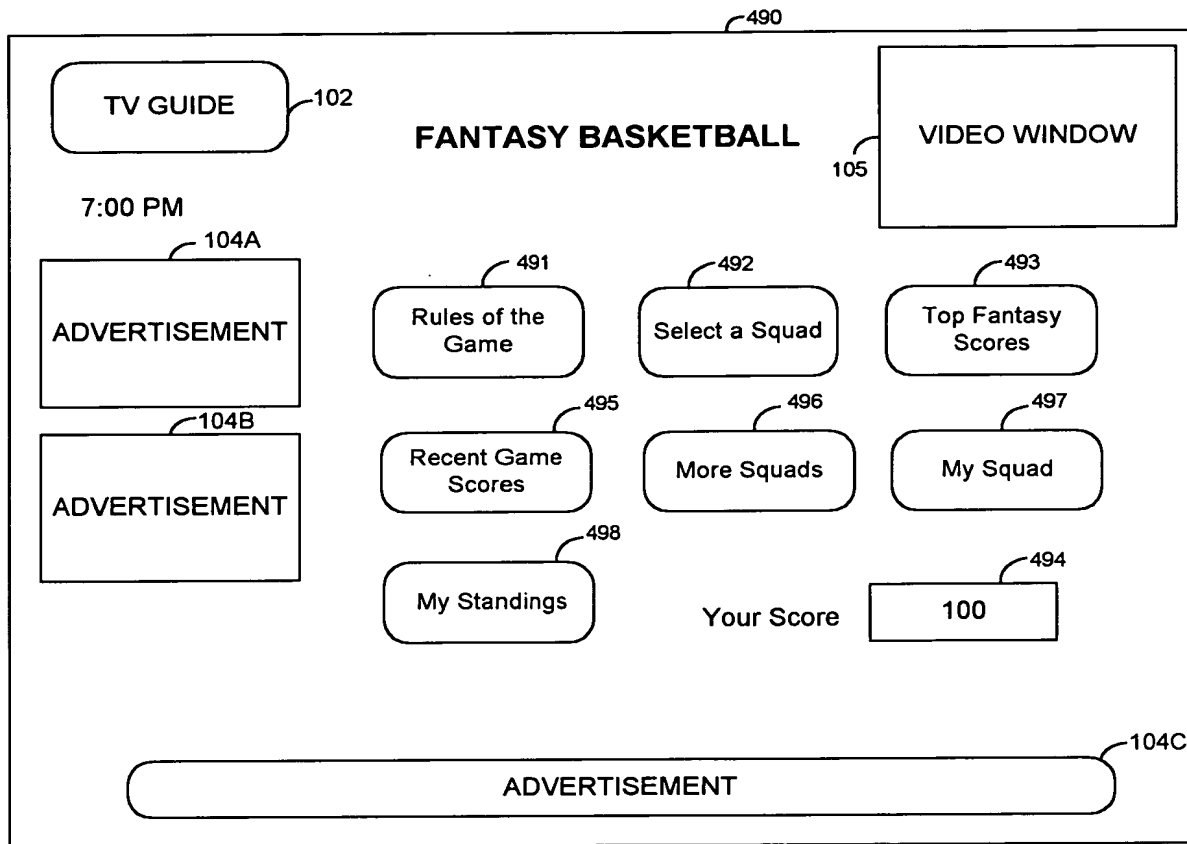 490
TV GUIDE
102
FANTASY BASKETBALL
VIDEO WINDOW
105
7:00 PM
104A
ADVERTISEMENT
104B
ADVERTISEMENT
491
Rules of the
Game
492
Select a Squad
493
Top Fantasy
Scores
495
Recent Game
Scores
496
More Squads
497
My Squad
498
My Standings
Your Score
494
100
104C
ADVERTISEMENT